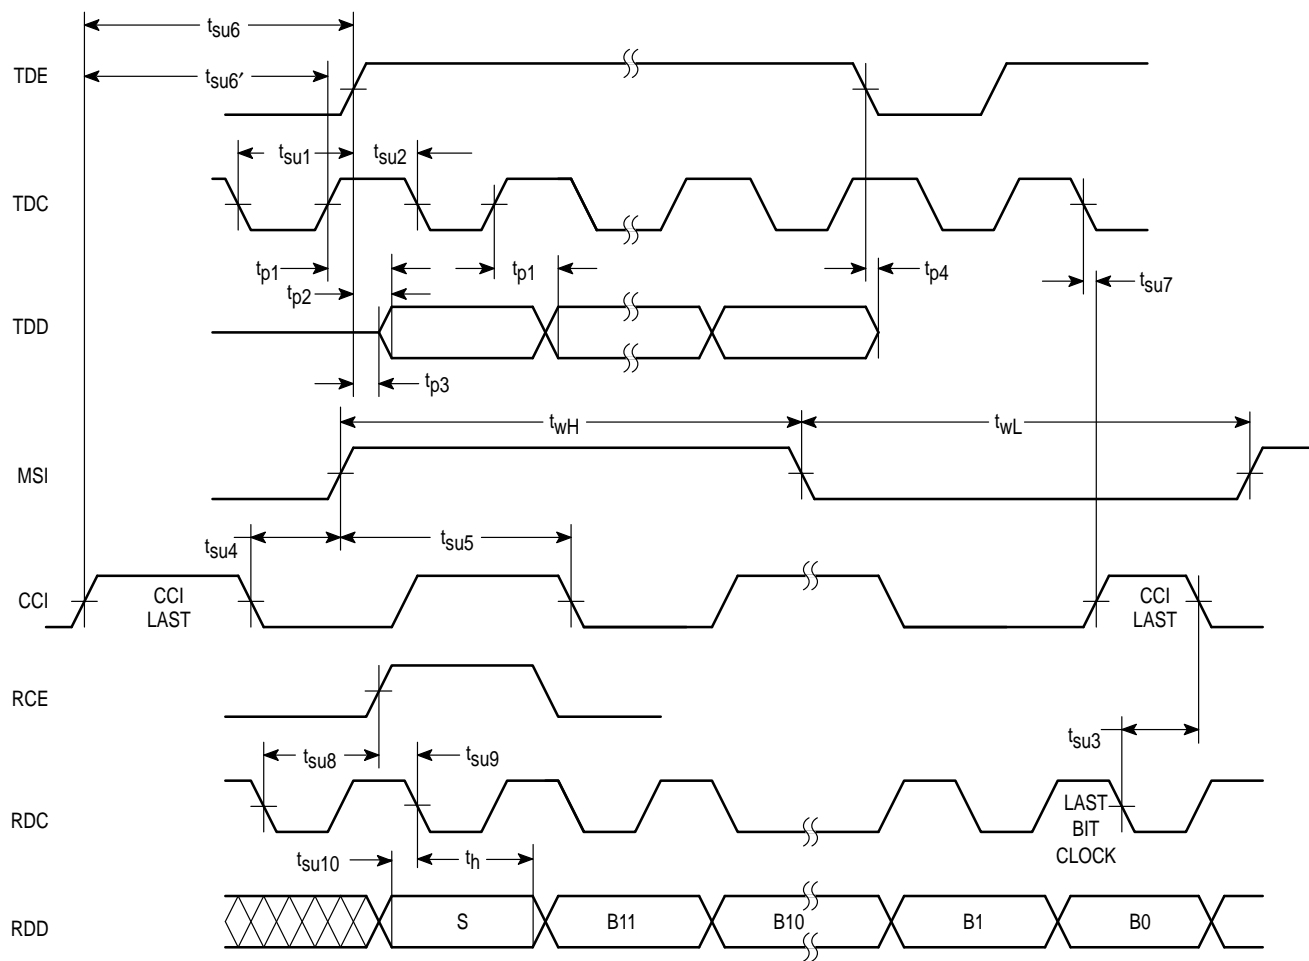 tsu6
TDE
tsu6′
tsu1
tsu2
TDC
tp1
tp1
tp4
tsu7
tp2
TDD
tp3
twH
twL
MSI
tsu4
tsu5
CCI
CCI
LAST
CCI
LAST
RCE
tsu3
tsu8
tsu9
RDC
LAST
BIT
CLOCK
tsu10
th
RDD
S
B11
B10
B1
B0